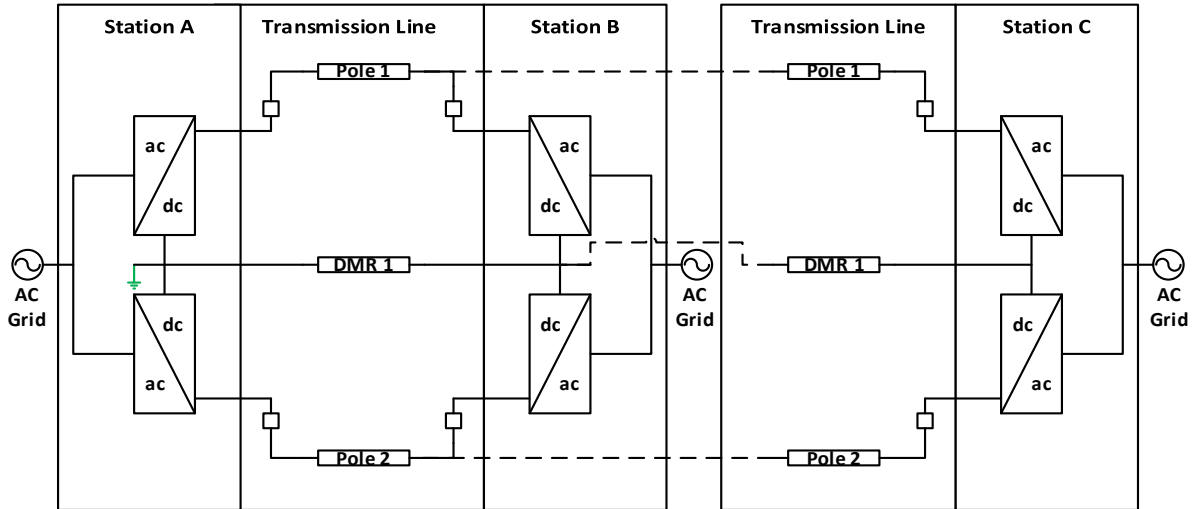 Station A
Transmission Line
Station B
Transmission Line
Station C
Pole 1
Pole 1
ac
dc
ac
dc
ac
dc
DMR 1
DMR 1
AC
Grid
AC
Grid
AC
Grid
dc
ac
dc
ac
dc
ac
Pole 2
Pole 2